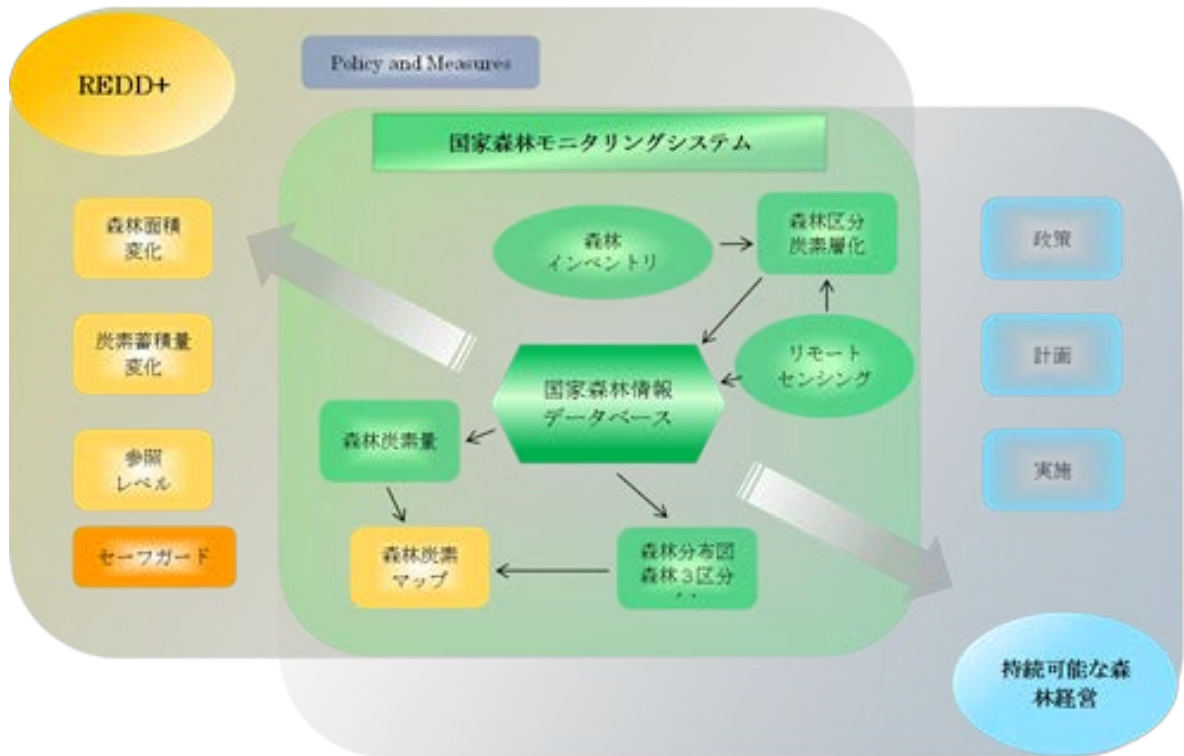 REDD+
Policy and Measures
国家森林モニタリングシステム
森林面積
変化
炭素蓄積量
変化
参照
レベル
セーフガード
森林
インベントリ
森林区分
炭素層化
リモート
センシング
国家森林情報
データベース
森林炭素量
森林炭素
マップ
森林分布図
森林３区分
政策
計画
実施
持続可能な森
林経営